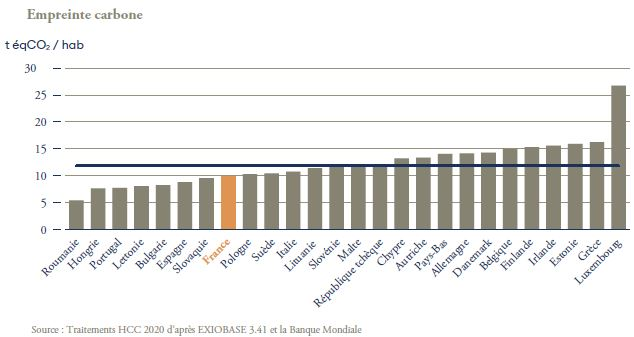 Empreinte carbone
t éqCO₂ / hab
30
25
20
15
10
5
0
Roumanie
Hongrie
Portugal
Lettonie
Bulgarie
Espagne
Slovaquie
France
Pologne
Suède
Italie
Lituanie
Slovénie
Malte
République tchèque
Chypre
Autriche
Pays-Bas
Allemagne
Danemark
Belgique
Finlande
Irlande
Estonie
Grèce
Luxembourg
Source : Traitements HCC 2020 d'après EXIOBASE 3.41 et la Banque Mondiale